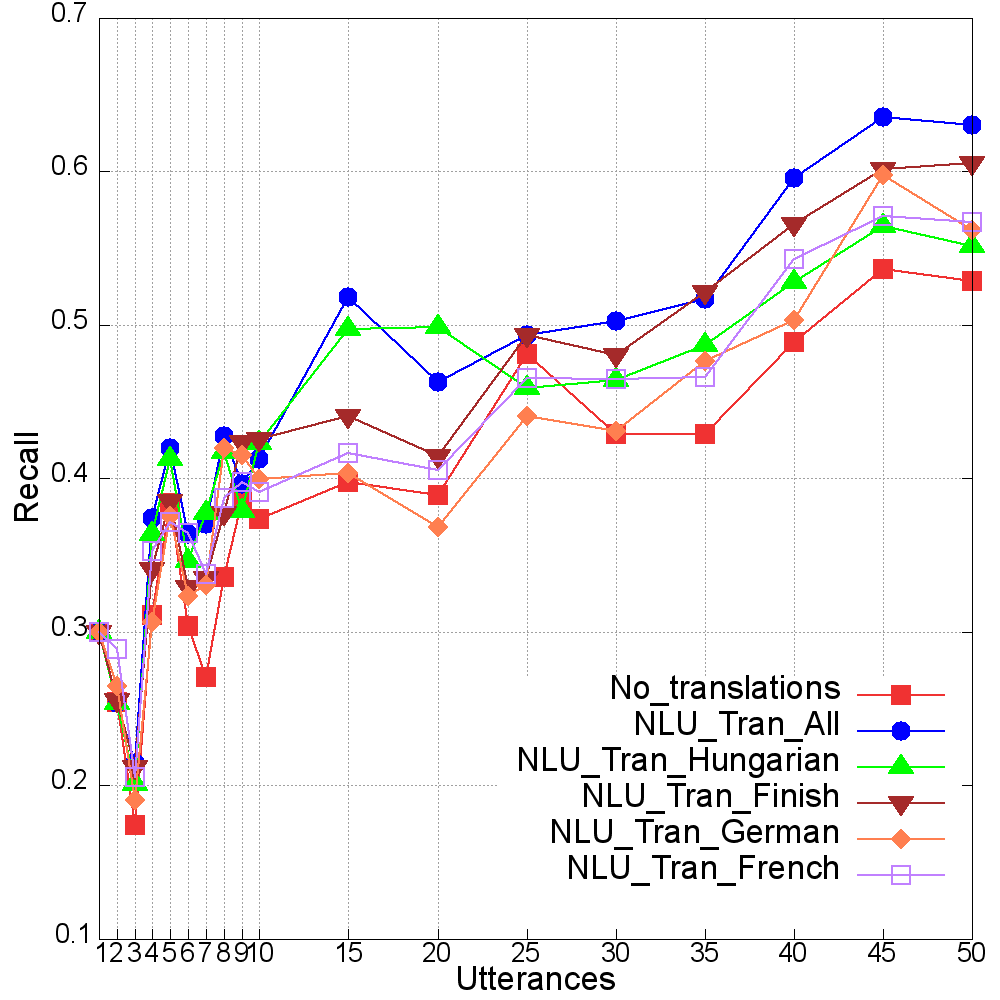 0.7
0.6
0.5
0.4
0.3
0.2
0.1
Recall
No_translations
NLU_Tran_All
NLU_Tran_Hungarian
NLU_Tran_Finish
NLU_Tran_German
NLU_Tran_French
1 2 3 4 5 6 7 8 9 10 15 20 25 30 35 40 45 50
Utterances